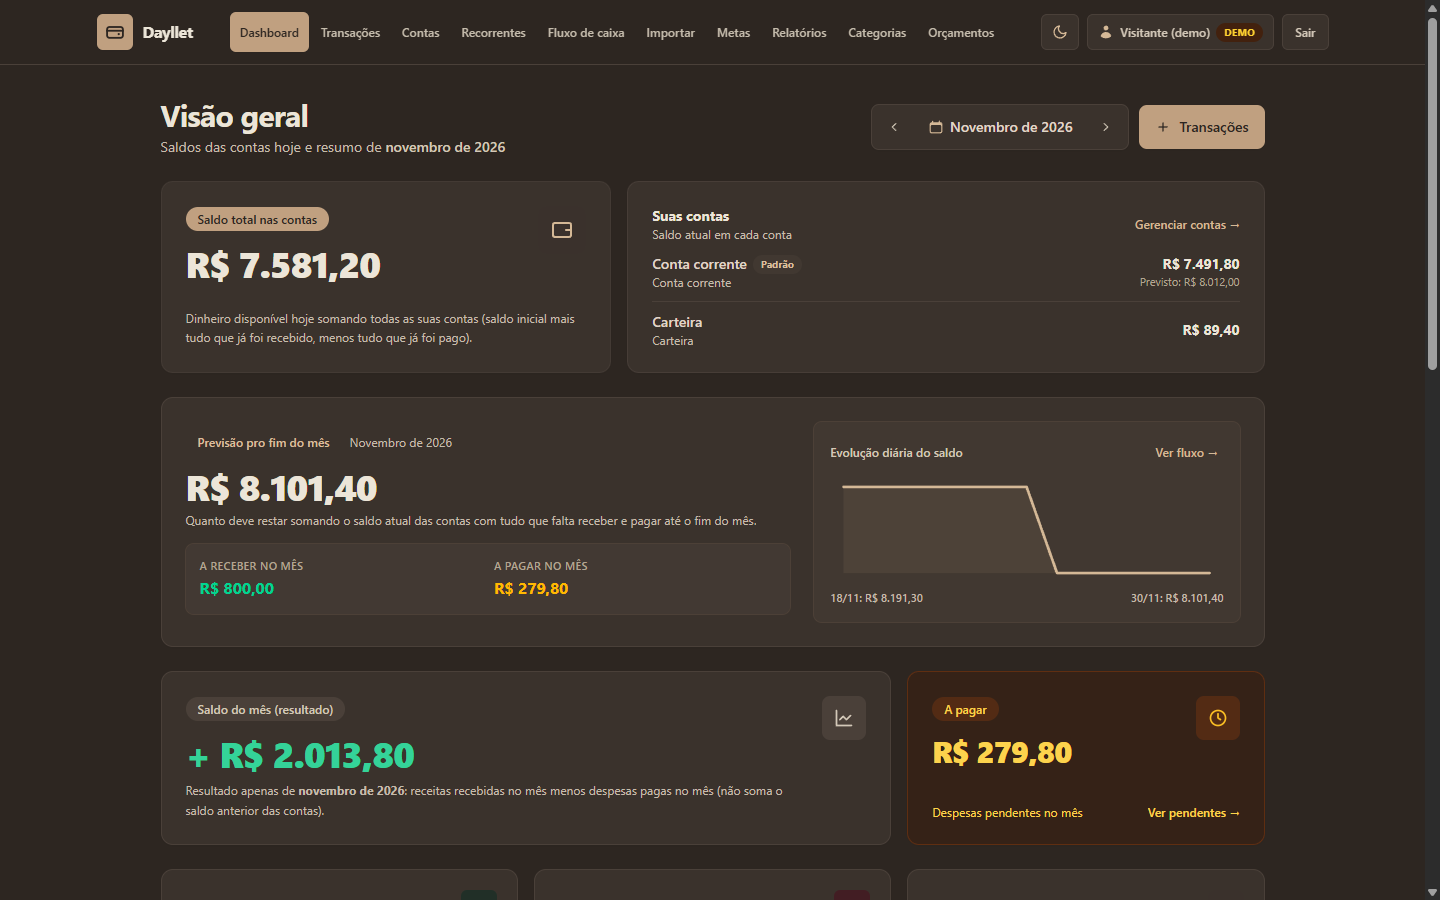 Dayllet
Dashboard
Transações
Contas
Recorrentes
Fluxo de caixa
Importar
Metas
Relatórios
Categorias
Orçamentos
Visitante (demo) DEMO
Sair
Visão geral
Saldos das contas hoje e resumo de novembro de 2026
Novembro de 2026
+ Transações
Saldo total nas contas
R$ 7.581,20
Dinheiro disponível hoje somando todas as suas contas (saldo inicial mais
tudo que já foi recebido, menos tudo que já foi pago).
Suas contas
Saldo atual em cada conta
Gerenciar contas →
Conta corrente Padrão
Conta corrente
R$ 7.491,80
Previsto: R$ 8.012,00
Carteira
Carteira
R$ 89,40
Previsão pro fim do mês Novembro de 2026
R$ 8.101,40
Quanto deve restar somando o saldo atual das contas com tudo que falta receber e pagar até o fim do mês.
A RECEBER NO MÊS
R$ 800,00
A PAGAR NO MÊS
R$ 279,80
Evolução diária do saldo
Ver fluxo →
18/11: R$ 8.191,30
30/11: R$ 8.101,40
Saldo do mês (resultado)
+ R$ 2.013,80
Resultado apenas de novembro de 2026: receitas recebidas no mês menos despesas pagas no mês (não soma o
saldo anterior das contas).
A pagar
R$ 279,80
Despesas pendentes no mês
Ver pendentes →